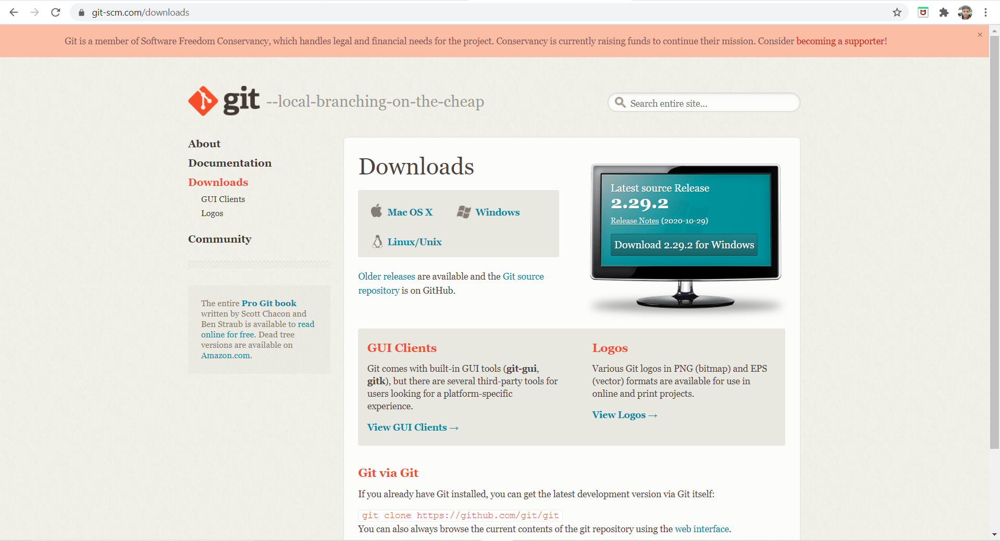 git-scm.com/downloads
Git is a member of Software Freedom Conservancy, which handles legal and financial needs for the project. Conservancy is currently raising funds to continue their mission. Consider becoming a supporter!
×
git --local-branching-on-the-cheap
Search entire site...
About
Documentation
Downloads
GUI Clients
Logos
Community
The entire Pro Git book
written by Scott Chacon and
Ben Straub is available to read
online for free. Dead tree
versions are available on
Amazon.com.
Downloads
Mac OS X
Windows
Linux/Unix
Older releases are available and the Git source
repository is on GitHub.
Latest source Release
2.29.2
Release Notes (2020-10-29)
Download 2.29.2 for Windows
GUI Clients
Git comes with built-in GUI tools (git-gui,
gitk), but there are several third-party tools for
users looking for a platform-specific
experience.
View GUI Clients →
Logos
Various Git logos in PNG (bitmap) and EPS
(vector) formats are available for use in
online and print projects.
View Logos →
Git via Git
If you already have Git installed, you can get the latest development version via Git itself:
git clone https://github.com/git/git
You can also always browse the current contents of the git repository using the web interface.